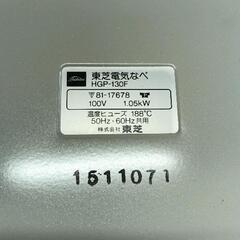 Toshiba
東芝電気なべ
HGP-130F
〒81-17678
100V 1.05kW
温度ヒューズ 188℃
50Hz・60Hz共用
株式会社 東芝
1511071